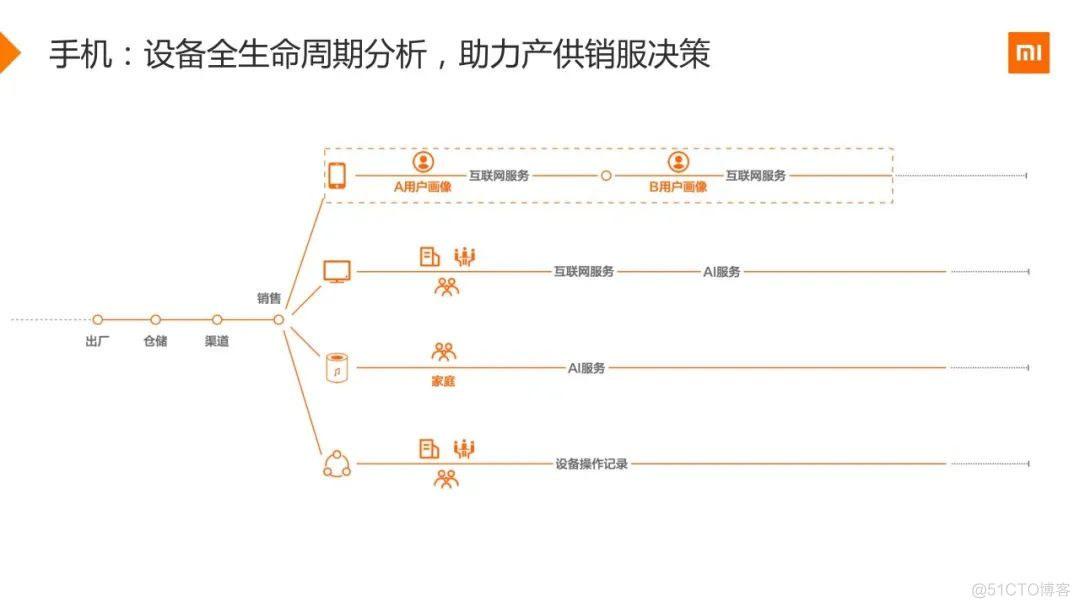 手机：设备全生命周期分析，助力产供销服决策
mi
互联网服务
互联网服务
A用户画像
B用户画像
互联网服务
AI服务
销售
出厂
仓储
渠道
AI服务
家庭
设备操作记录
@51CTO博客